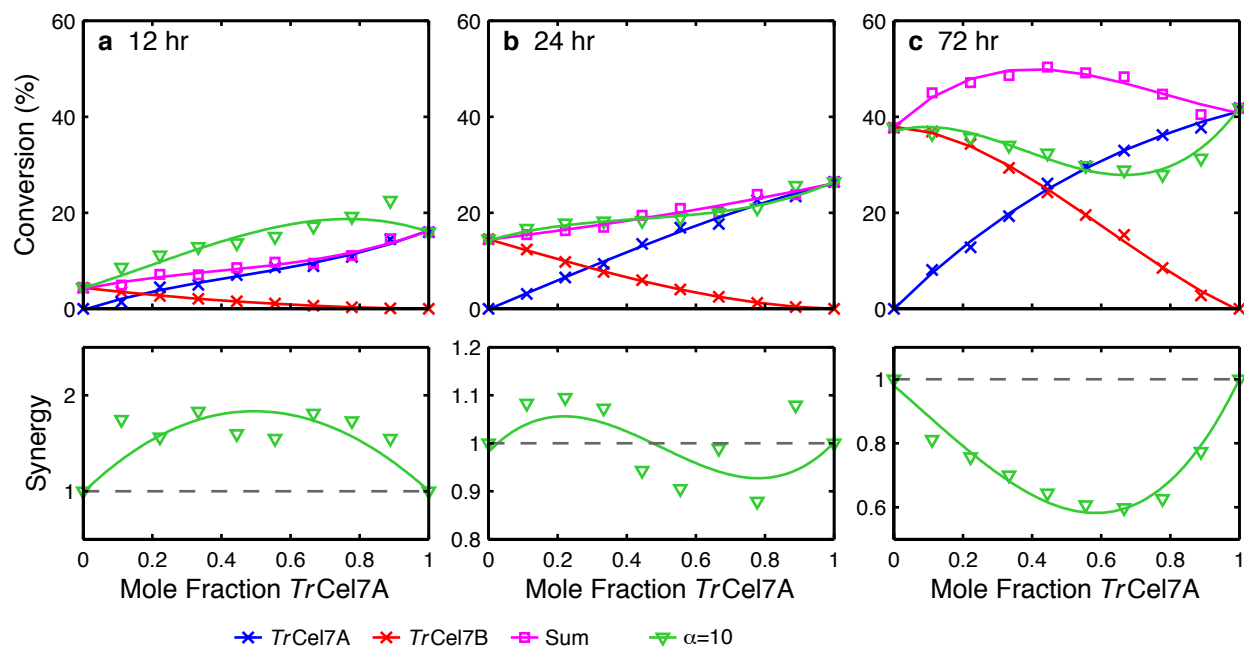 a 12 hr
b 24 hr
c 72 hr
Conversion (%)
60
40
20
0
60
40
20
0
60
40
20
0
Synergy
2
1
1.2
1.1
1
0.9
0.8
1
0.8
0.6
0 0.2 0.4 0.6 0.8 1
0 0.2 0.4 0.6 0.8 1
0 0.2 0.4 0.6 0.8 1
Mole Fraction TrCel7A
Mole Fraction TrCel7A
Mole Fraction TrCel7A
TrCel7A TrCel7B Sum α=10